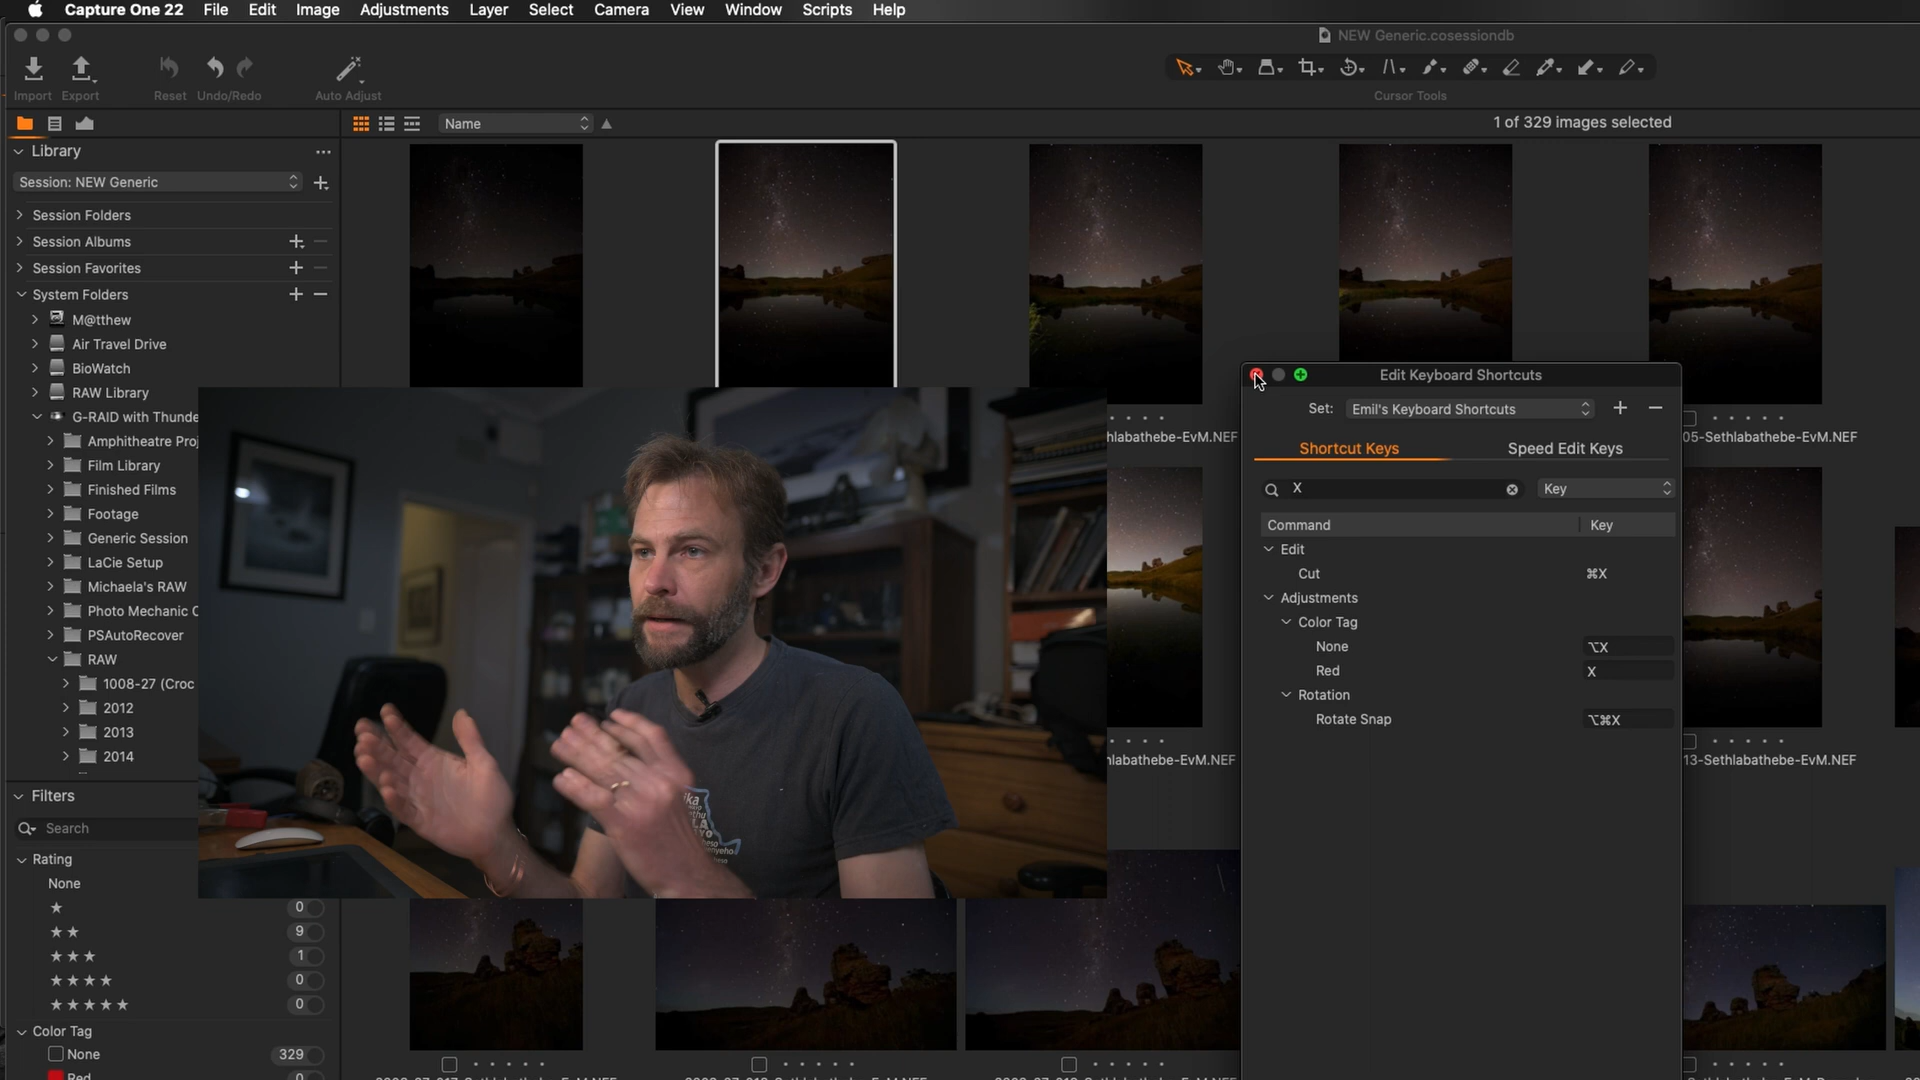 Capture One 22 File Edit Image Adjustments Layer Select Camera View Window Scripts Help
NEW Generic.cosessiondb
Import Export Reset Undo/Redo Auto Adjust Cursor Tools
Name
1 of 329 images selected
Library
Session: NEW Generic
Session Folders
Session Albums
Session Favorites
System Folders
M@tthew
Air Travel Drive
BioWatch
RAW Library
G-RAID with Thunde
Amphitheatre Proj
Film Library
Finished Films
Footage
Generic Session
LaCie Setup
Michaela's RAW
Photo Mechanic C
PSAutoRecover
RAW
1008-27 (Croc
2012
2013
2014
Filters
Search
Rating
None
★ 0
★★ 9
★★★ 1
★★★★ 0
★★★★★ 0
Color Tag
None 329
Red 0
hlabathebe-EvM.NEF
05-Sethlabathebe-EvM.NEF
hlabathebe-EvM.NEF
13-Sethlabathebe-EvM.NEF
Edit Keyboard Shortcuts
Set: Emil's Keyboard Shortcuts
Shortcut Keys Speed Edit Keys
X Key
Command Key
Edit
Cut ⌘X
Adjustments
Color Tag
None ⌥X
Red X
Rotation
Rotate Snap ⌥⌘X